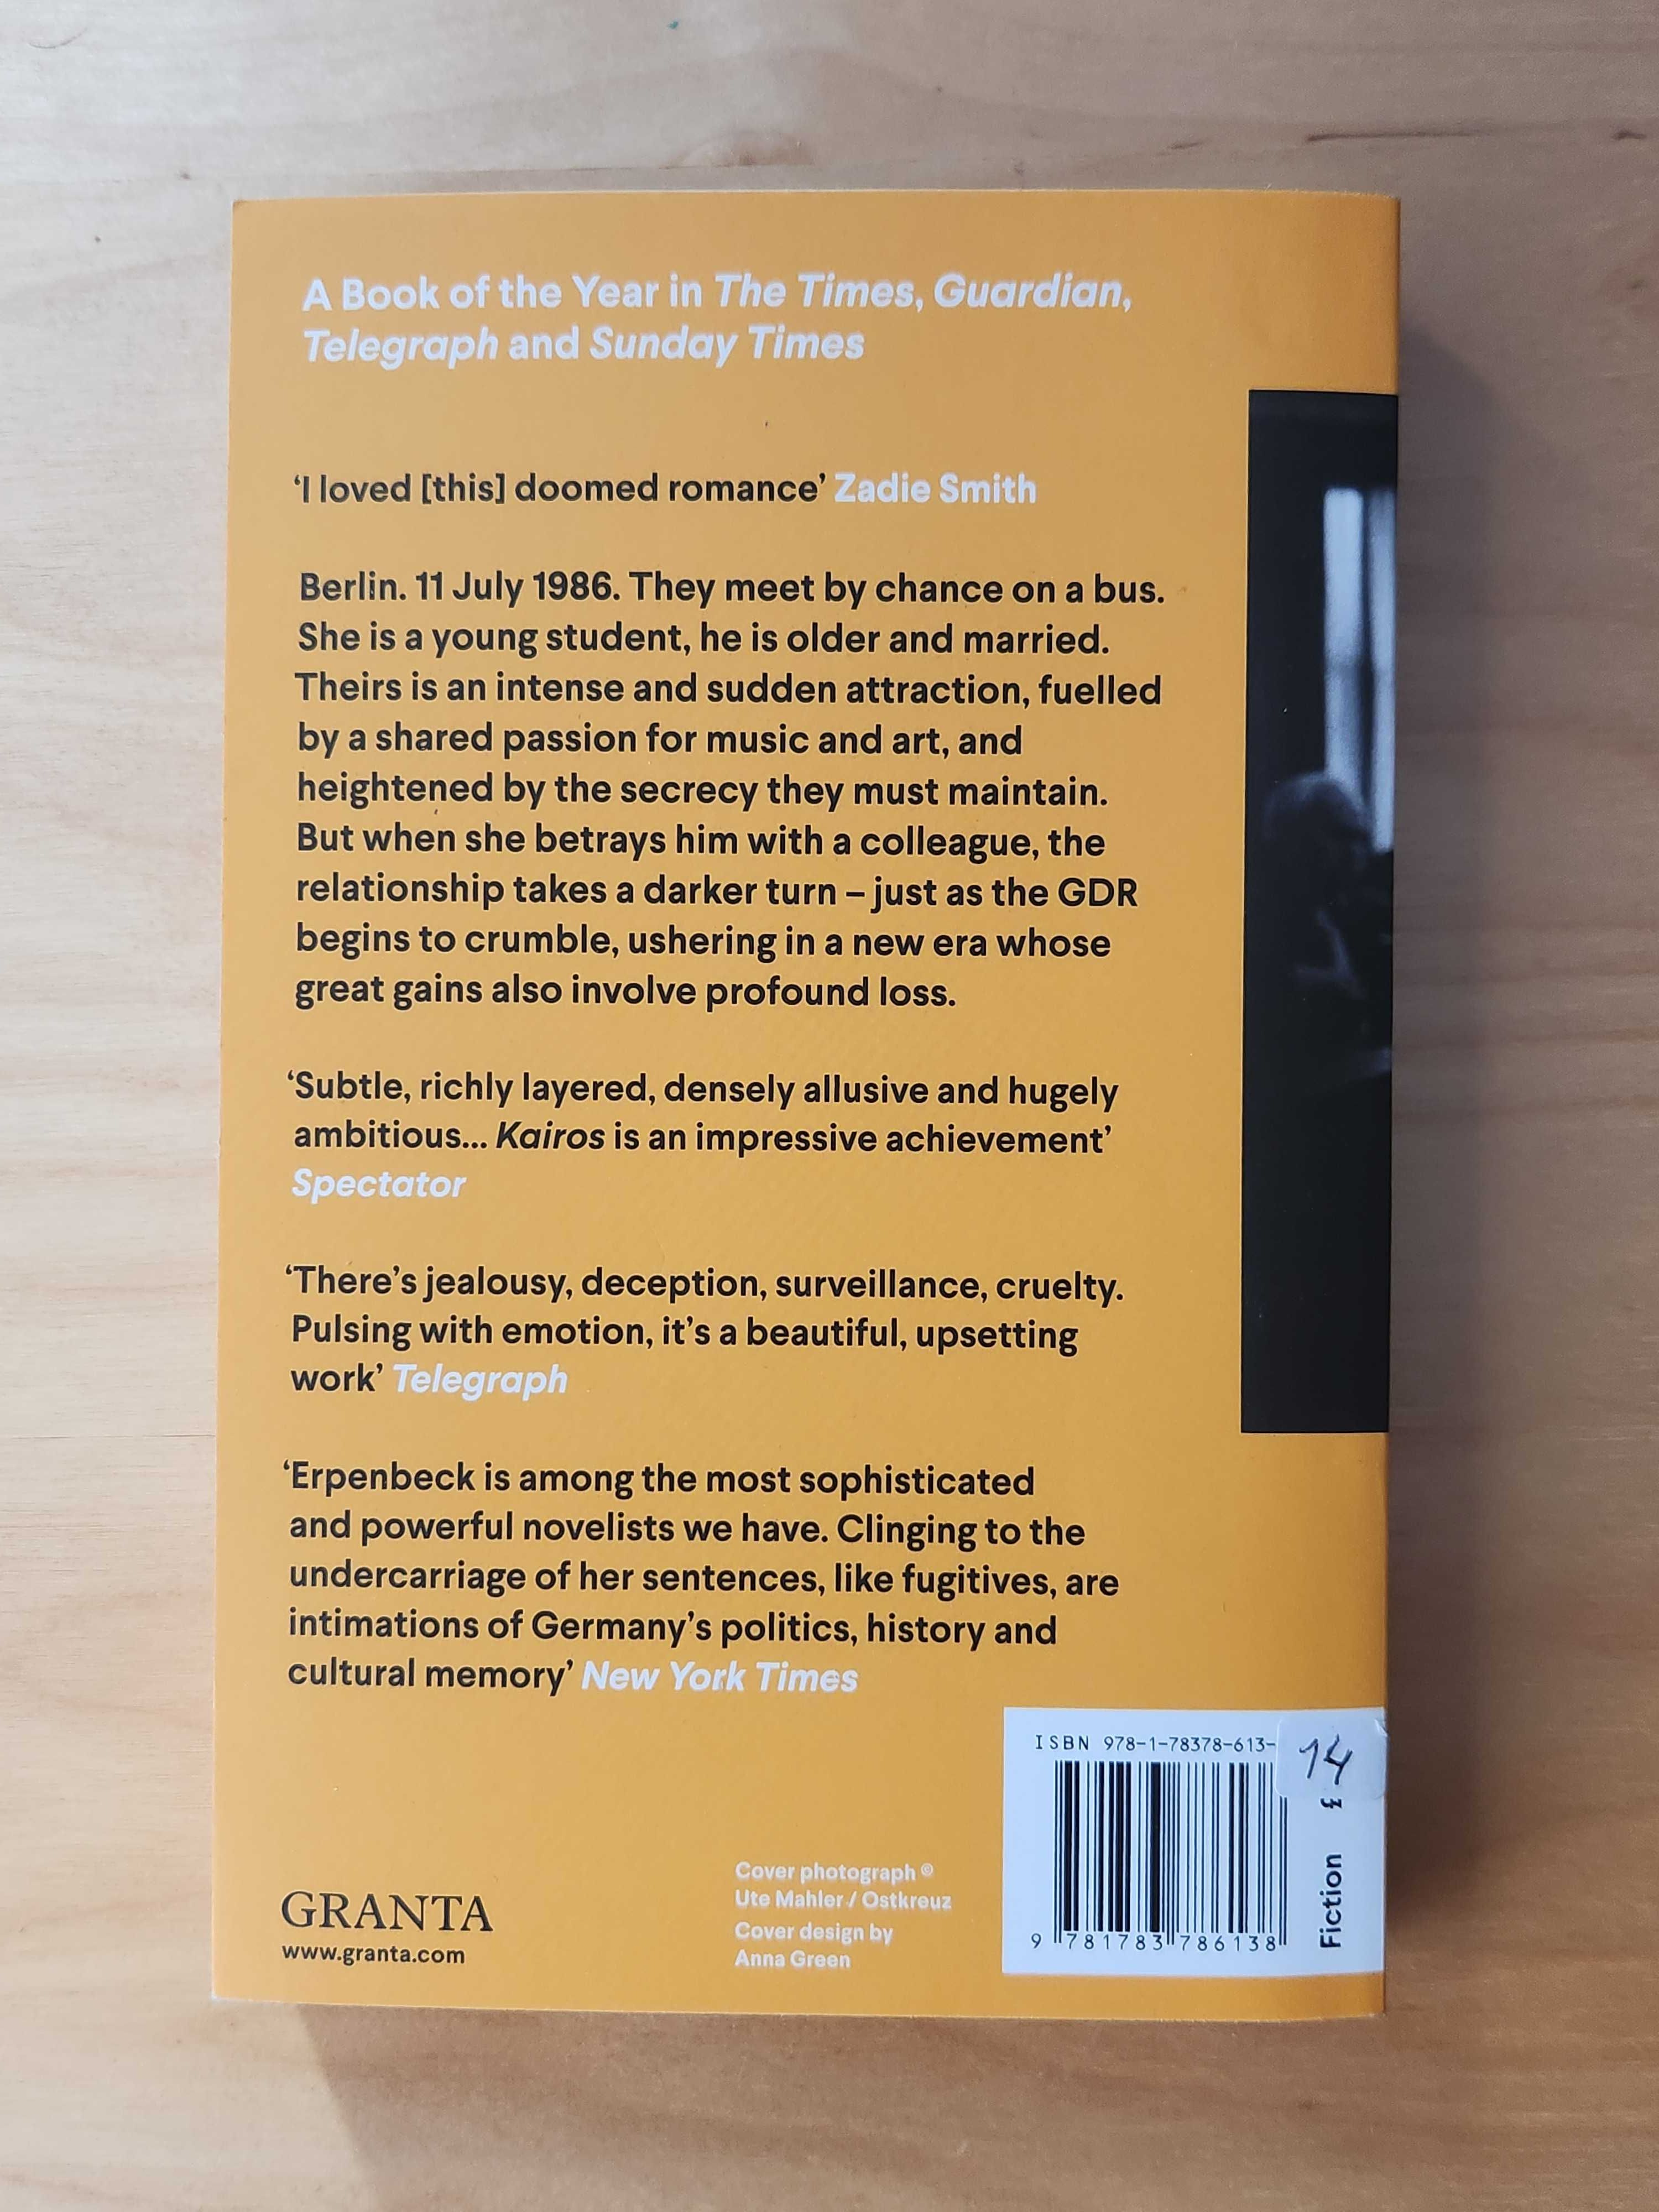 A Book of the Year in The Times, Guardian,
Telegraph and Sunday Times
‘I loved [this] doomed romance’ Zadie Smith
Berlin. 11 July 1986. They meet by chance on a bus.
She is a young student, he is older and married.
Theirs is an intense and sudden attraction, fuelled
by a shared passion for music and art, and
heightened by the secrecy they must maintain.
But when she betrays him with a colleague, the
relationship takes a darker turn – just as the GDR
begins to crumble, ushering in a new era whose
great gains also involve profound loss.
‘Subtle, richly layered, densely allusive and hugely
ambitious... Kairos is an impressive achievement’
Spectator
‘There’s jealousy, deception, surveillance, cruelty.
Pulsing with emotion, it’s a beautiful, upsetting
work’ Telegraph
‘Erpenbeck is among the most sophisticated
and powerful novelists we have. Clinging to the
undercarriage of her sentences, like fugitives, are
intimations of Germany’s politics, history and
cultural memory’ New York Times
GRANTA
www.granta.com
Cover photograph ©
Ute Mahler / Ostkreuz
Cover design by
Anna Green
ISBN 978-1-78378-613-
14
9 781783 786138
Fiction £